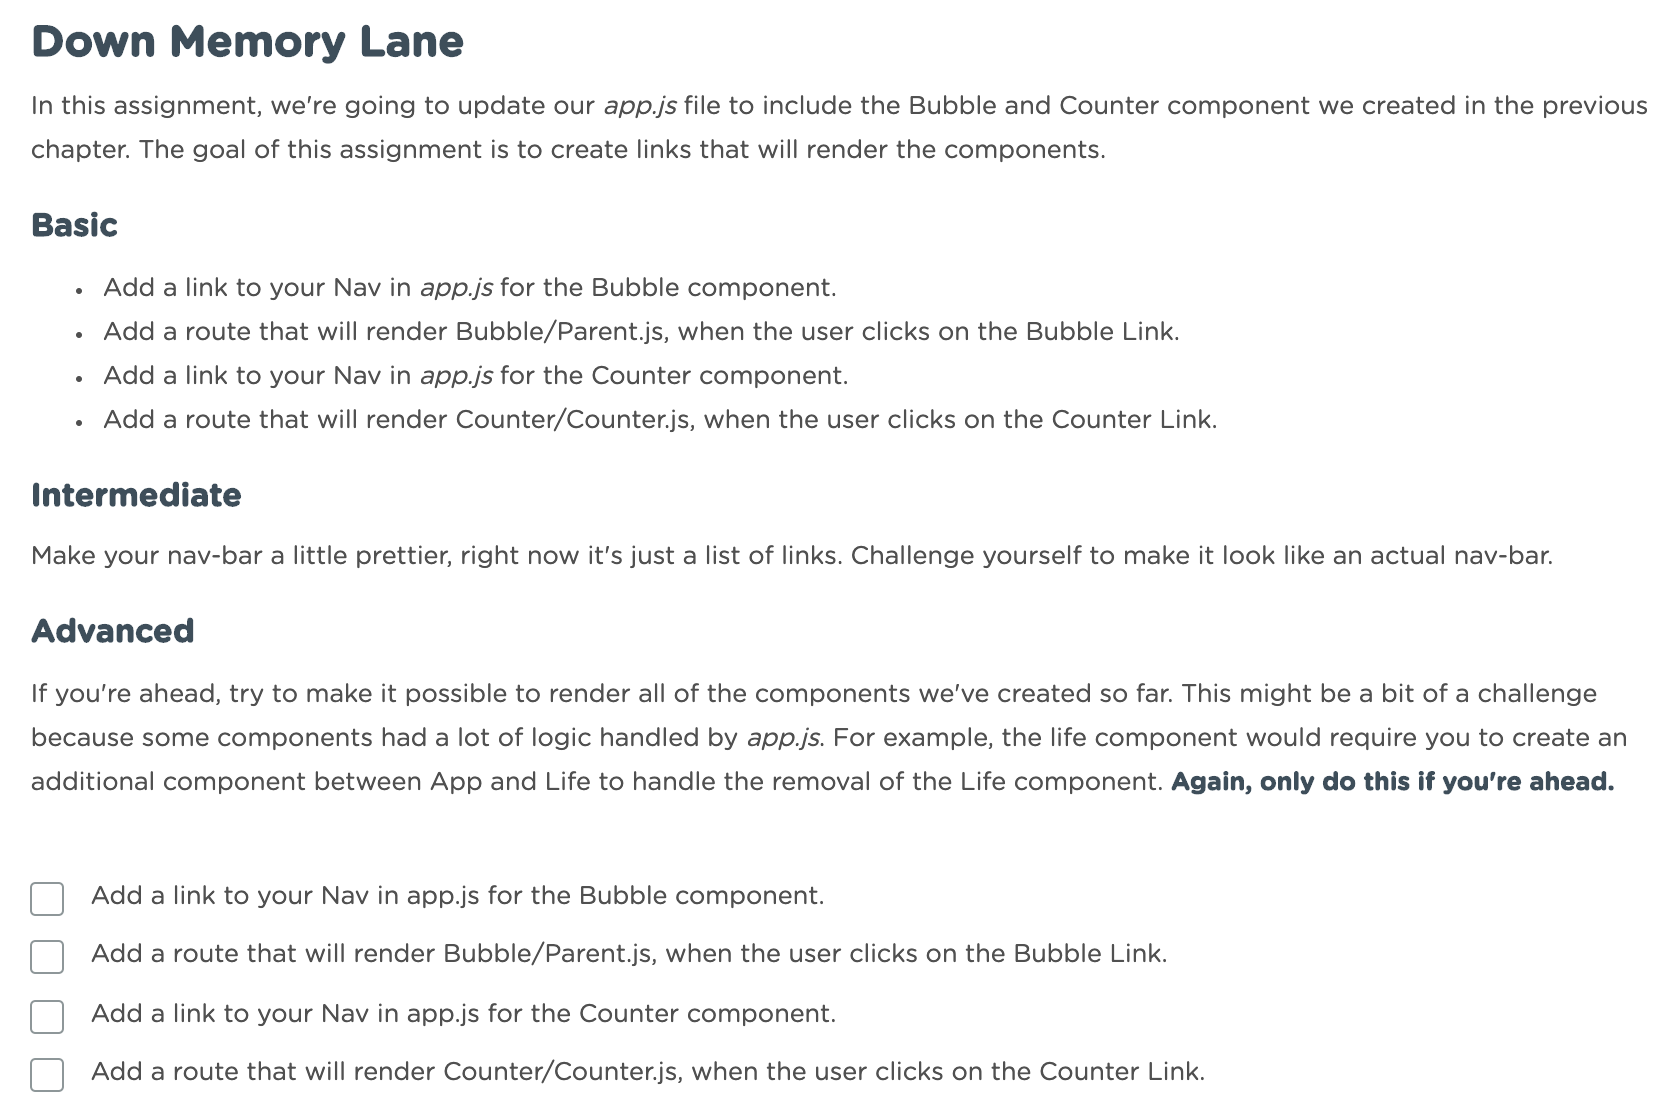 Down Memory Lane
In this assignment, we're going to update our app.js file to include the Bubble and Counter component we created in the previous
chapter. The goal of this assignment is to create links that will render the components.
Basic
• Add a link to your Nav in app.js for the Bubble component.
• Add a route that will render Bubble/Parent.js, when the user clicks on the Bubble Link.
• Add a link to your Nav in app.js for the Counter component.
• Add a route that will render Counter/Counter.js, when the user clicks on the Counter Link.
Intermediate
Make your nav-bar a little prettier, right now it's just a list of links. Challenge yourself to make it look like an actual nav-bar.
Advanced
If you're ahead, try to make it possible to render all of the components we've created so far. This might be a bit of a challenge
because some components had a lot of logic handled by app.js. For example, the life component would require you to create an
additional component between App and Life to handle the removal of the Life component. Again, only do this if you're ahead.
Add a link to your Nav in app.js for the Bubble component.
Add a route that will render Bubble/Parent.js, when the user clicks on the Bubble Link.
Add a link to your Nav in app.js for the Counter component.
Add a route that will render Counter/Counter.js, when the user clicks on the Counter Link.